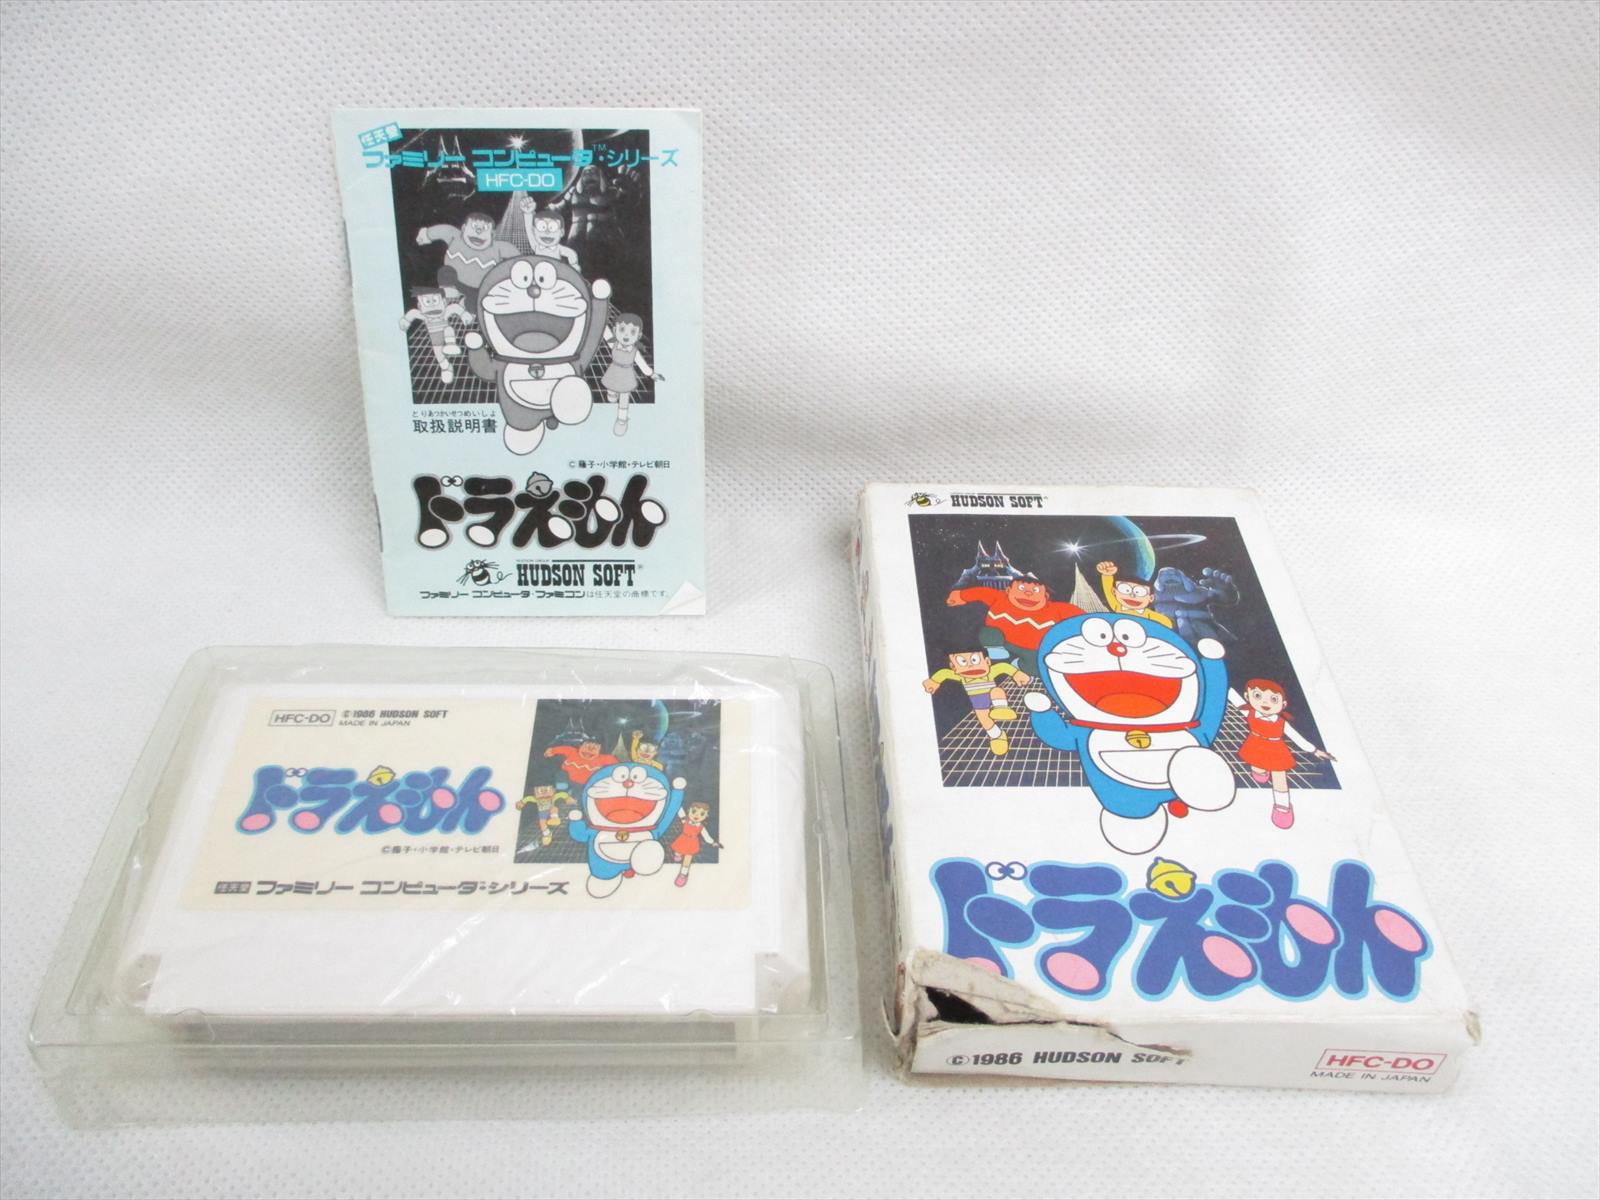 任天堂
ファミリー コンピュータ™・シリーズ
HFC-DO
とりあつかいせつめいしょ
取扱説明書
©藤子・小学館・テレビ朝日
ドラえもん
HUDSON SOFT®
ファミリー コンピュータ・ファミコンは任天堂の商標です。
HFC-DO ©1986 HUDSON SOFT
MADE IN JAPAN
ドラえもん
©藤子・小学館・テレビ朝日
任天堂 ファミリー コンピュータ・シリーズ
HUDSON SOFT®
ドラえもん
©1986 HUDSON SOFT
HFC-DO
MADE IN JAPAN